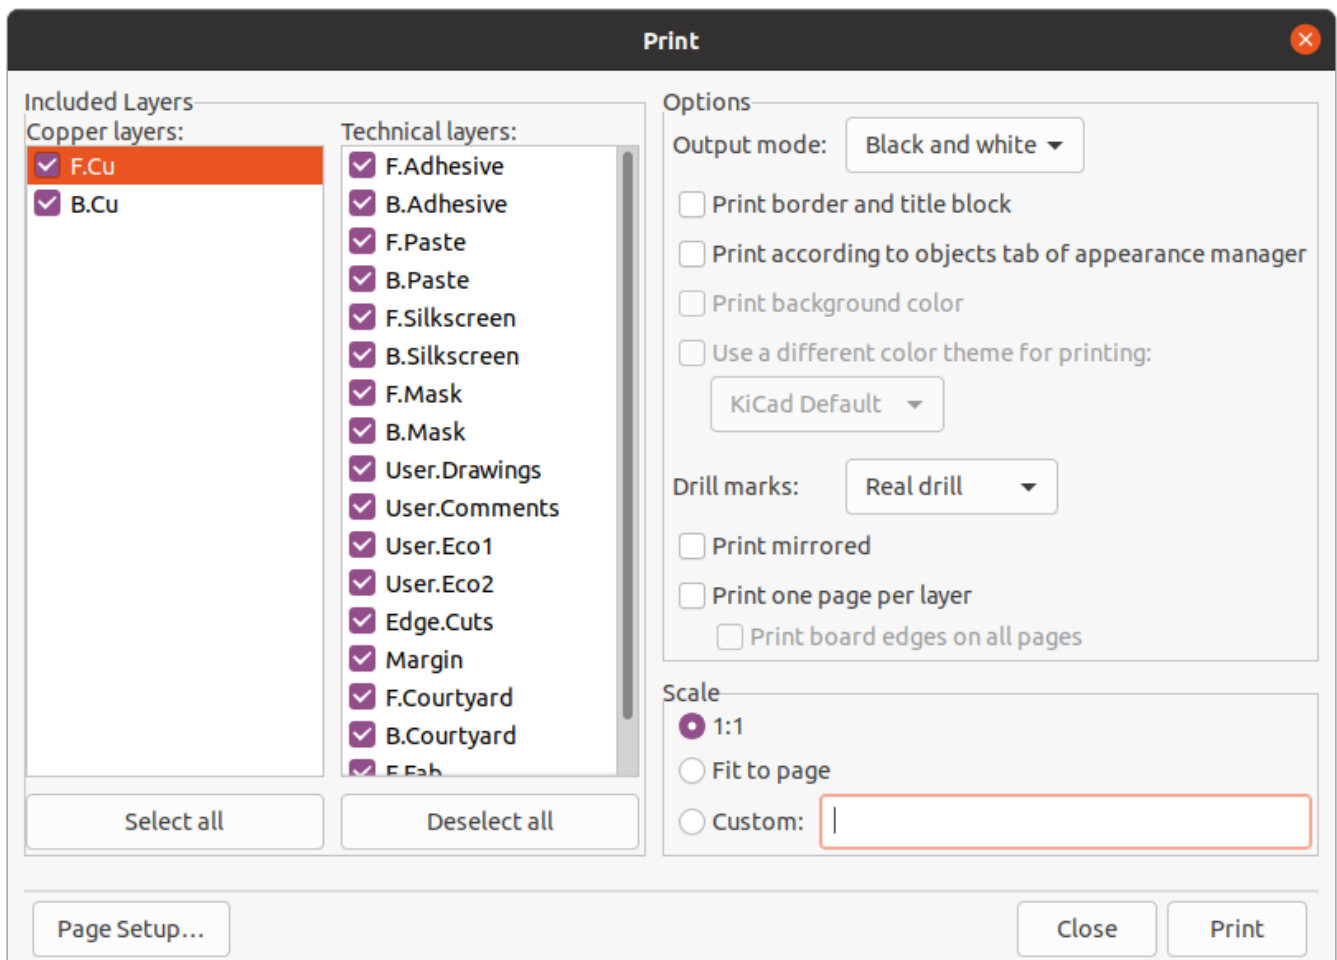 Print
Included Layers
Copper layers:
F.Cu
B.Cu
Select all
Technical layers:
F.Adhesive
B.Adhesive
F.Paste
B.Paste
F.Silkscreen
B.Silkscreen
F.Mask
B.Mask
User.Drawings
User.Comments
User.Eco1
User.Eco2
Edge.Cuts
Margin
F.Courtyard
B.Courtyard
F.Fab
Deselect all
Options
Output mode: Black and white
Print border and title block
Print according to objects tab of appearance manager
Print background color
Use a different color theme for printing:
KiCad Default
Drill marks: Real drill
Print mirrored
Print one page per layer
Print board edges on all pages
Scale
1:1
Fit to page
Custom:
Page Setup...
Close
Print